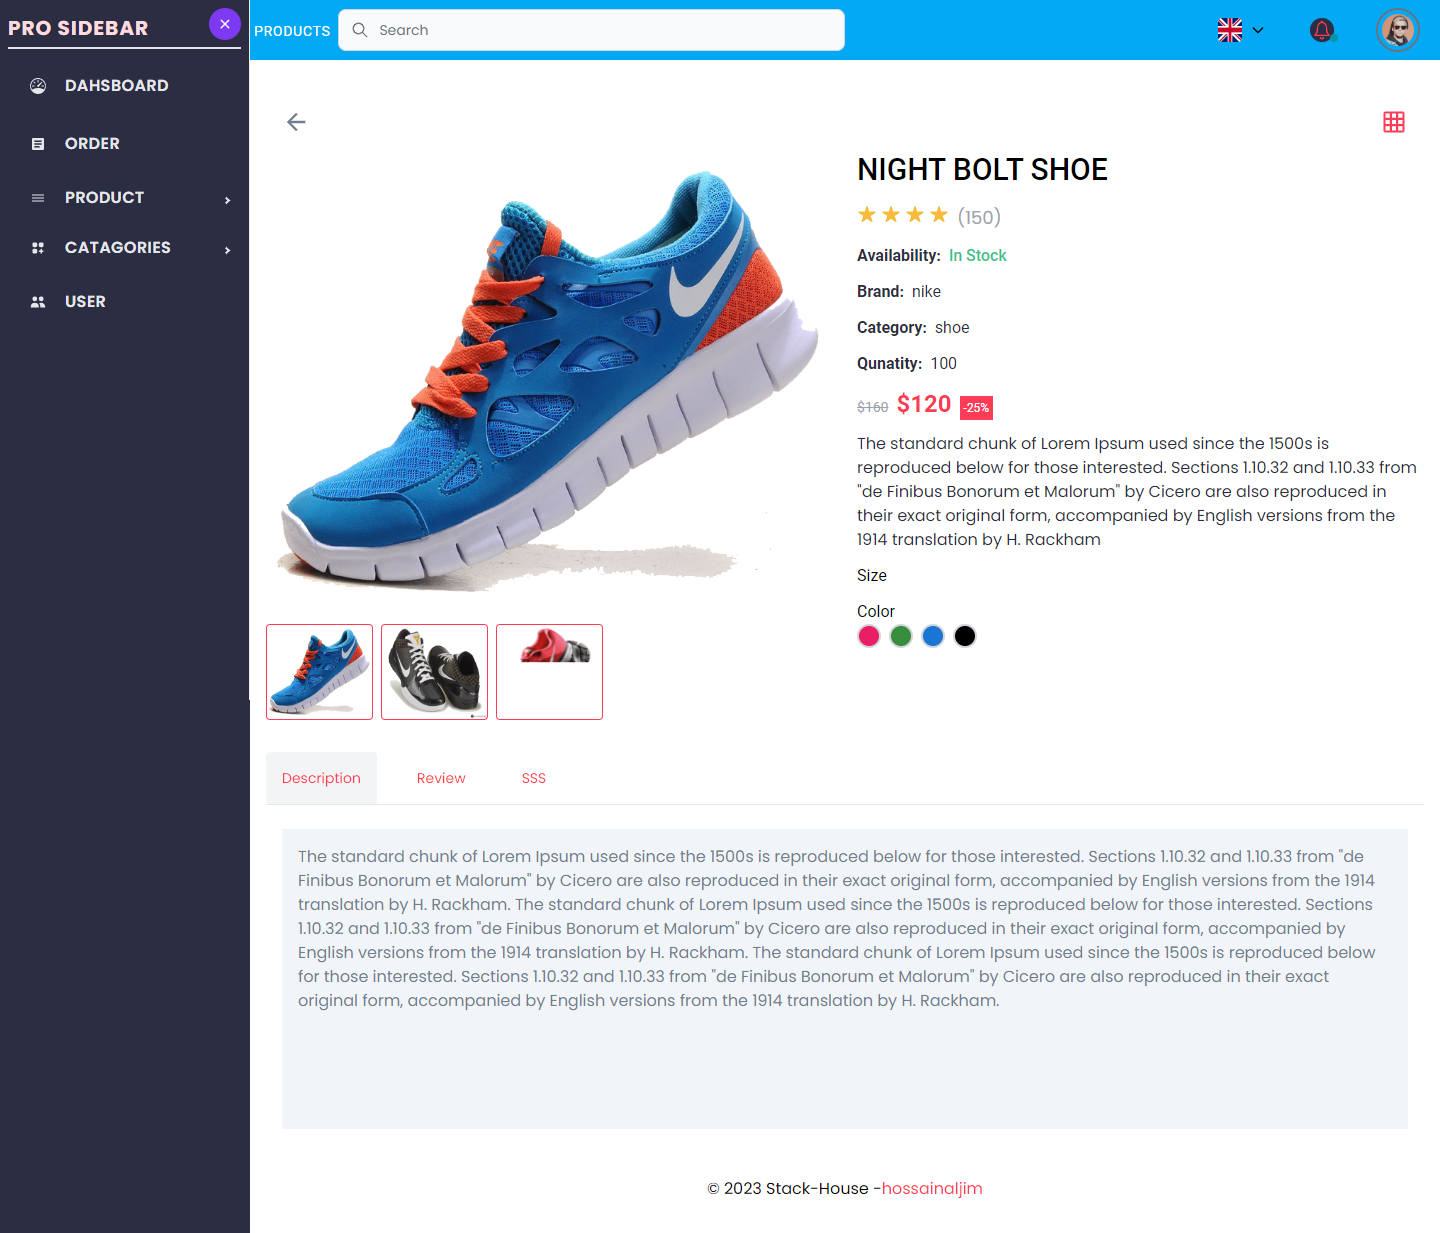 PRO SIDEBAR
PRODUCTS
Search
DAHSBOARD
ORDER
PRODUCT
CATAGORIES
USER
NIGHT BOLT SHOE
(150)
Availability: In Stock
Brand: nike
Category: shoe
Qunatity: 100
$160 $120 -25%
The standard chunk of Lorem Ipsum used since the 1500s is
reproduced below for those interested. Sections 1.10.32 and 1.10.33 from
"de Finibus Bonorum et Malorum" by Cicero are also reproduced in
their exact original form, accompanied by English versions from the
1914 translation by H. Rackham
Size
Color
Description Review SSS
The standard chunk of Lorem Ipsum used since the 1500s is reproduced below for those interested. Sections 1.10.32 and 1.10.33 from "de
Finibus Bonorum et Malorum" by Cicero are also reproduced in their exact original form, accompanied by English versions from the 1914
translation by H. Rackham. The standard chunk of Lorem Ipsum used since the 1500s is reproduced below for those interested. Sections
1.10.32 and 1.10.33 from "de Finibus Bonorum et Malorum" by Cicero are also reproduced in their exact original form, accompanied by
English versions from the 1914 translation by H. Rackham. The standard chunk of Lorem Ipsum used since the 1500s is reproduced below
for those interested. Sections 1.10.32 and 1.10.33 from "de Finibus Bonorum et Malorum" by Cicero are also reproduced in their exact
original form, accompanied by English versions from the 1914 translation by H. Rackham.
© 2023 Stack-House -hossainaljim